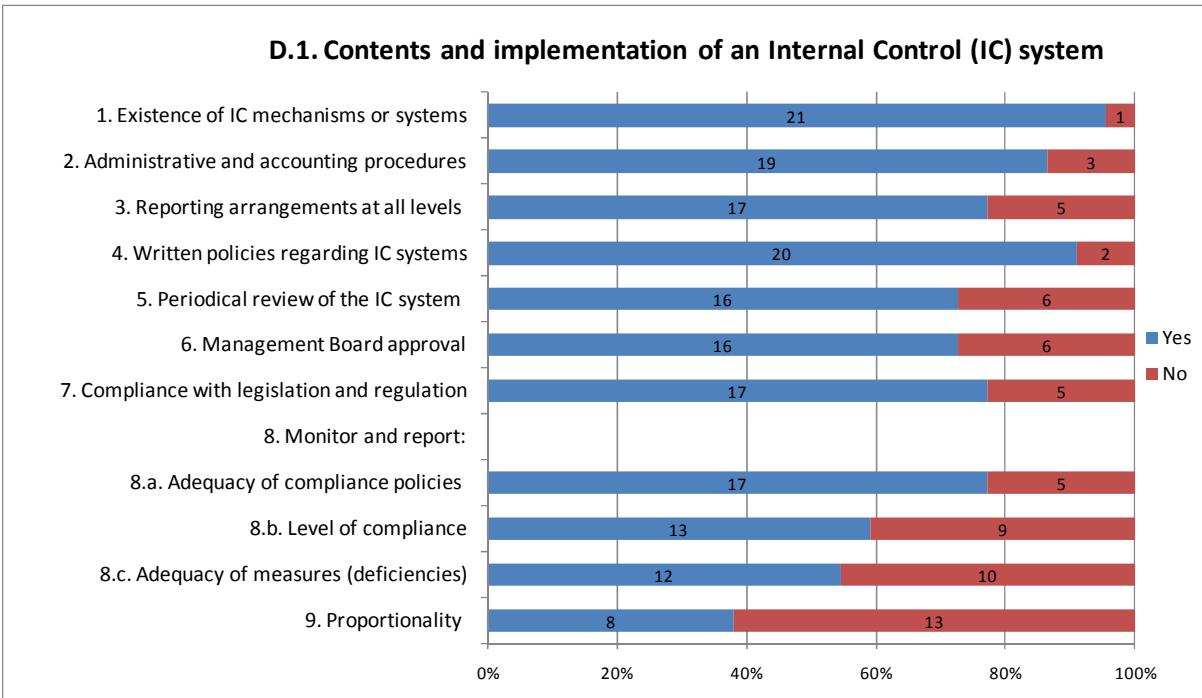 D.1. Contents and implementation of an Internal Control (IC) system
1. Existence of IC mechanisms or systems
21
1
2. Administrative and accounting procedures
19
3
3. Reporting arrangements at all levels
17
5
4. Written policies regarding IC systems
20
2
5. Periodical review of the IC system
16
6
6. Management Board approval
16
6
7. Compliance with legislation and regulation
17
5
8. Monitor and report:
8.a. Adequacy of compliance policies
17
5
8.b. Level of compliance
13
9
8.c. Adequacy of measures (deficiencies)
12
10
9. Proportionality
8
13
0%
20%
40%
60%
80%
100%
Yes
No